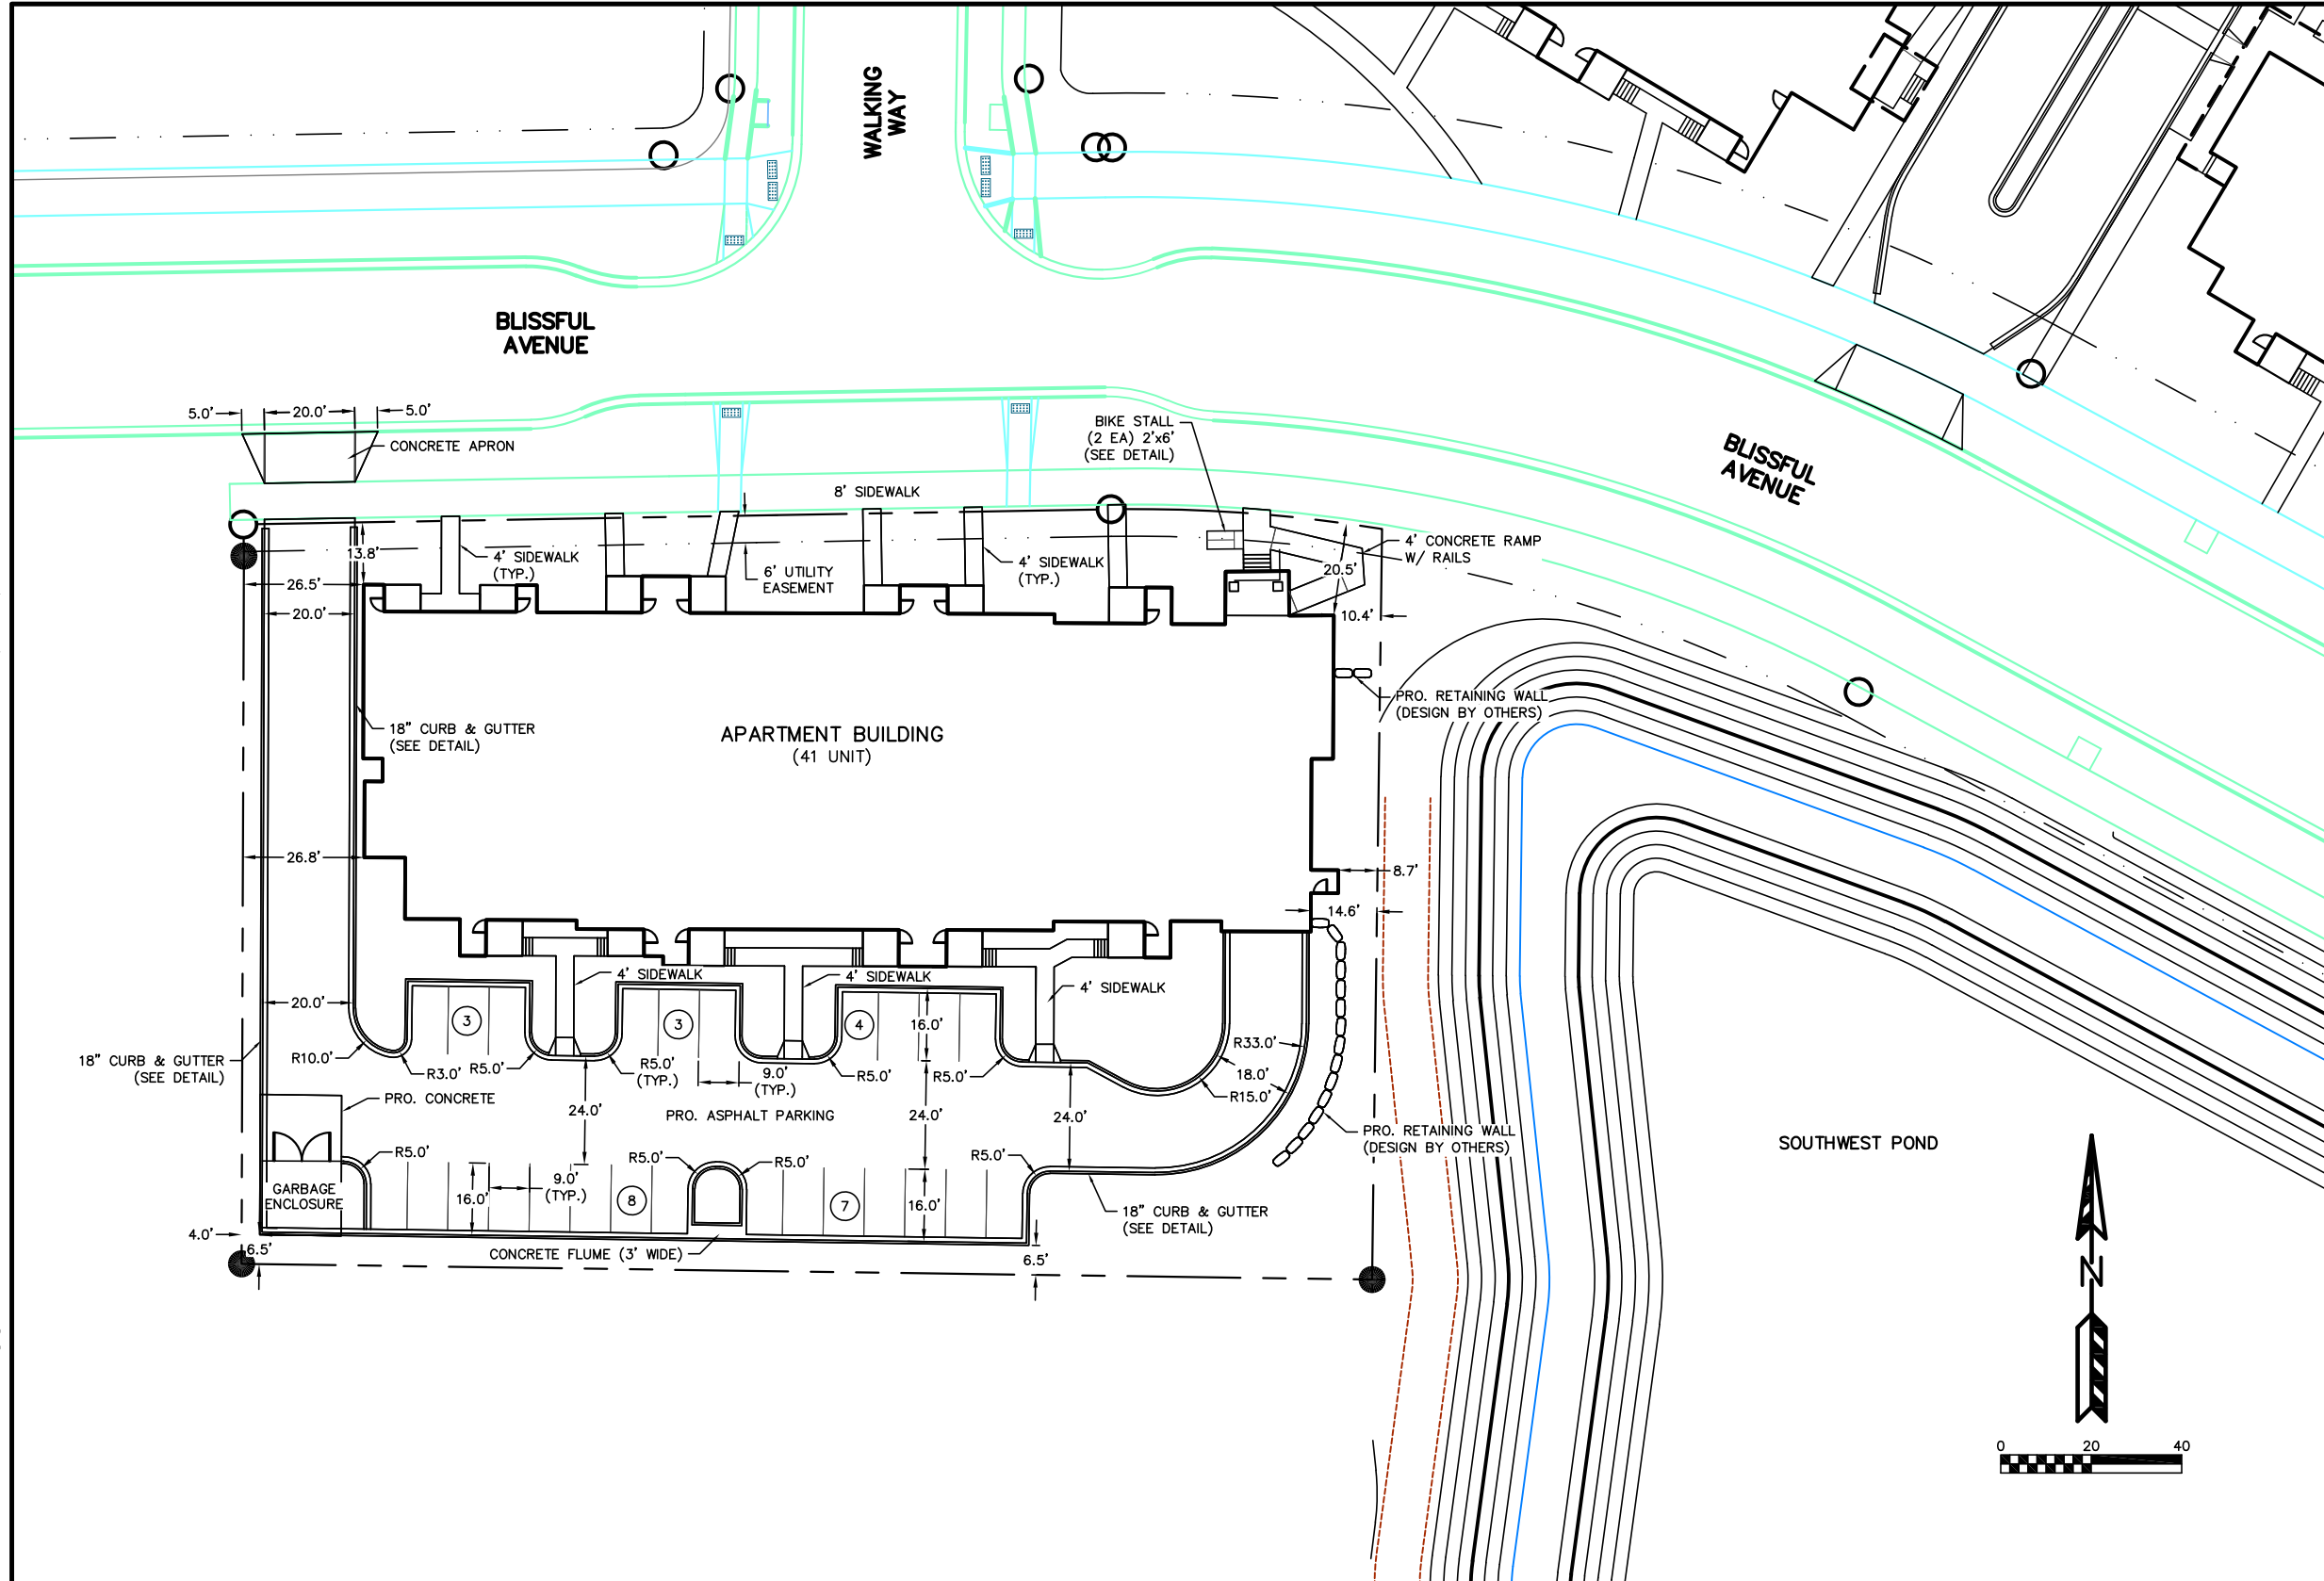 WALKING
WAY
BLISSFUL
AVENUE
5.0'
20.0'
5.0'
CONCRETE APRON
BIKE STALL
(2 EA) 2'x6'
(SEE DETAIL)
BLISSFUL
AVENUE
8' SIDEWALK
13.8'
4' SIDEWALK
(TYP.)
6' UTILITY
EASEMENT
4' SIDEWALK
(TYP.)
4' CONCRETE RAMP
W/ RAILS
20.5'
26.5'
20.0'
10.4'
PRO. RETAINING WALL
(DESIGN BY OTHERS)
18" CURB & GUTTER
(SEE DETAIL)
APARTMENT BUILDING
(41 UNIT)
26.8'
8.7'
14.6'
4' SIDEWALK
4' SIDEWALK
4' SIDEWALK
20.0'
3
3
4
16.0'
R33.0'
18" CURB & GUTTER
(SEE DETAIL)
R10.0'
R3.0'
R5.0'
R5.0'
(TYP.)
9.0'
(TYP.)
R5.0'
R5.0'
18.0'
R15.0'
PRO. CONCRETE
24.0'
PRO. ASPHALT PARKING
24.0'
24.0'
PRO. RETAINING WALL
(DESIGN BY OTHERS)
SOUTHWEST POND
R5.0'
R5.0'
R5.0'
R5.0'
GARBAGE
ENCLOSURE
16.0'
9.0'
(TYP.)
8
7
16.0'
18" CURB & GUTTER
(SEE DETAIL)
4.0'
6.5'
CONCRETE FLUME (3' WIDE)
6.5'
N
0
20
40